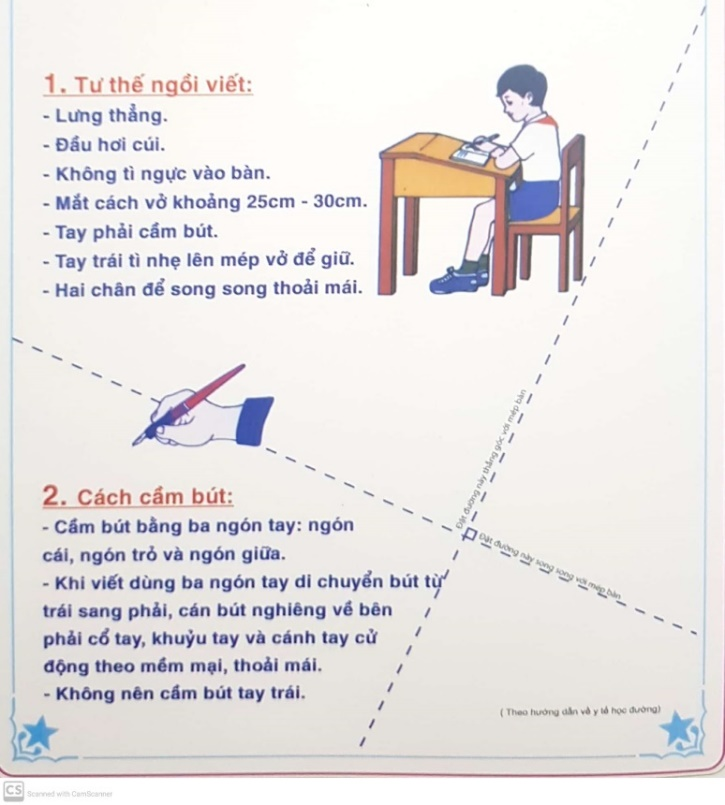 1. Tư thế ngồi viết:
- Lưng thẳng.
- Đầu hơi cúi.
- Không tì ngực vào bàn.
- Mắt cách vở khoảng 25cm - 30cm.
- Tay phải cầm bút.
- Tay trái tì nhẹ lên mép vở để giữ.
- Hai chân để song song thoải mái.
Đặt đường này thẳng góc với mép bàn
Đặt đường này song song với mép bàn
2. Cách cầm bút:
- Cầm bút bằng ba ngón tay: ngón
cái, ngón trỏ và ngón giữa.
- Khi viết dùng ba ngón tay di chuyển bút từ
trái sang phải, cán bút nghiêng về bên
phải cổ tay, khuỷu tay và cánh tay cử
động theo mềm mại, thoải mái.
- Không nên cầm bút tay trái.
( Theo hướng dẫn về y tế học đường)
CS Scanned with CamScanner